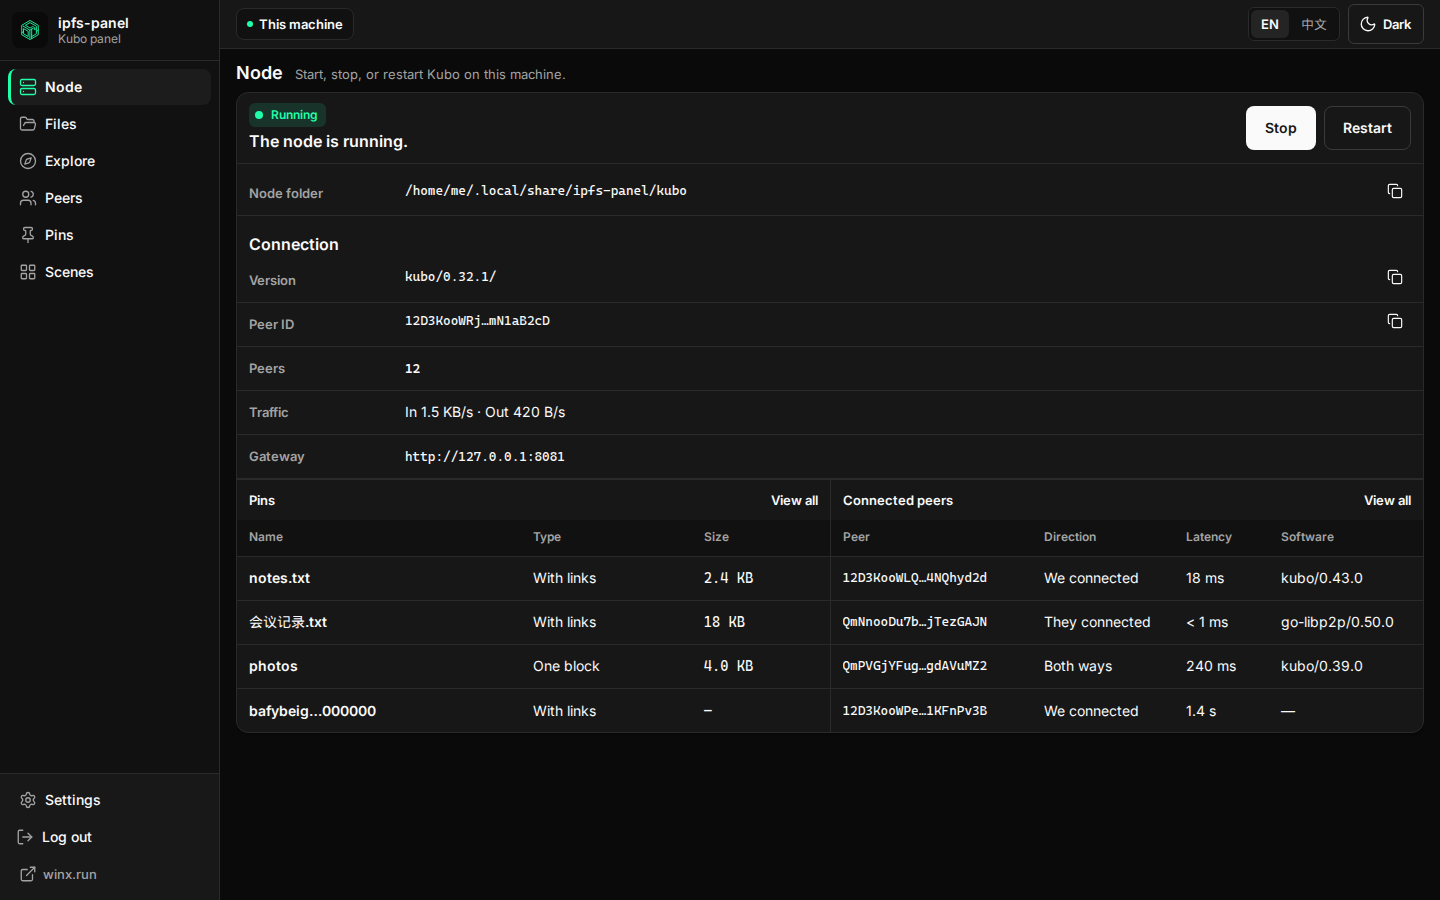 ipfs-panel
Kubo panel
Node
Files
Explore
Peers
Pins
Scenes
Settings
Log out
winx.run
This machine
EN 中文 Dark
Node Start, stop, or restart Kubo on this machine.
Running
The node is running.
Stop Restart
Node folder /home/me/.local/share/ipfs-panel/kubo
Connection
Version kubo/0.32.1/
Peer ID 12D3KooWRj…mN1aB2cD
Peers 12
Traffic In 1.5 KB/s · Out 420 B/s
Gateway http://127.0.0.1:8081
Pins View all
Name Type Size
notes.txt With links 2.4 KB
会议记录.txt With links 18 KB
photos One block 4.0 KB
bafybeig...000000 With links –
Connected peers View all
Peer Direction Latency Software
12D3KooWLQ…4NQhyd2d We connected 18 ms kubo/0.43.0
QmNnooDu7b…jTezGAJN They connected < 1 ms go-libp2p/0.50.0
QmPVGjYFug…gdAVuMZ2 Both ways 240 ms kubo/0.39.0
12D3KooWPe…1KFnPv3B We connected 1.4 s —